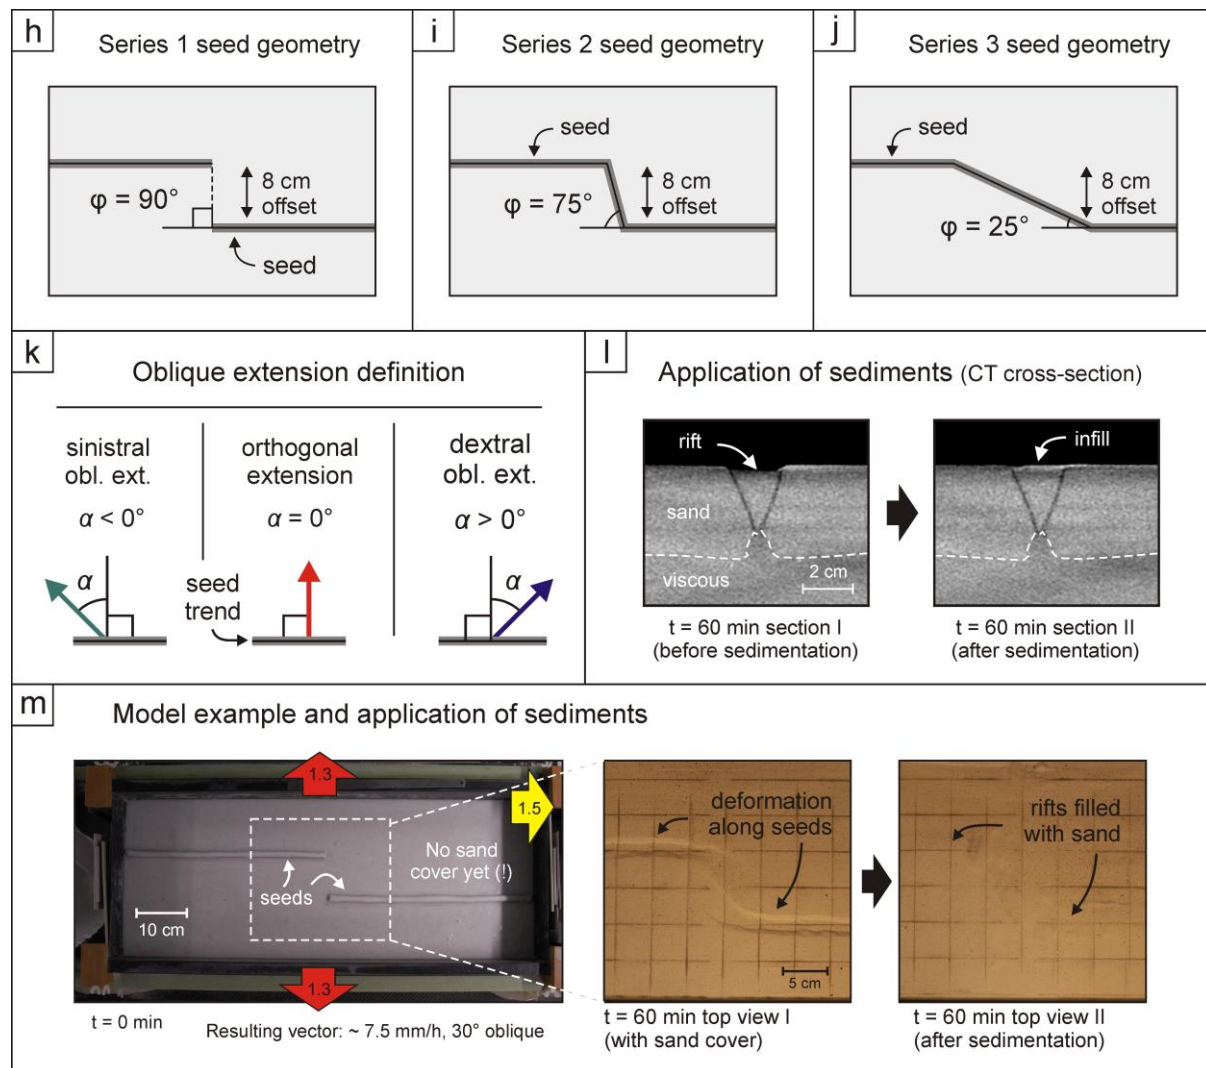 h
Series 1 seed geometry
φ = 90°
8 cm
offset
seed
i
Series 2 seed geometry
seed
φ = 75°
8 cm
offset
j
Series 3 seed geometry
seed
φ = 25°
8 cm
offset
k
Oblique extension definition
sinistral
obl. ext.
α < 0°
α
orthogonal
extension
α = 0°
seed
trend
dextral
obl. ext.
α > 0°
α
l
Application of sediments (CT cross-section)
rift
sand
viscous
2 cm
t = 60 min section I
(before sedimentation)
infill
t = 60 min section II
(after sedimentation)
m
Model example and application of sediments
1.3
1.5
No sand
cover yet (!)
seeds
10 cm
1.3
t = 0 min
Resulting vector: ~ 7.5 mm/h, 30° oblique
deformation
along seeds
5 cm
t = 60 min top view I
(with sand cover)
rifts filled
with sand
t = 60 min top view II
(after sedimentation)